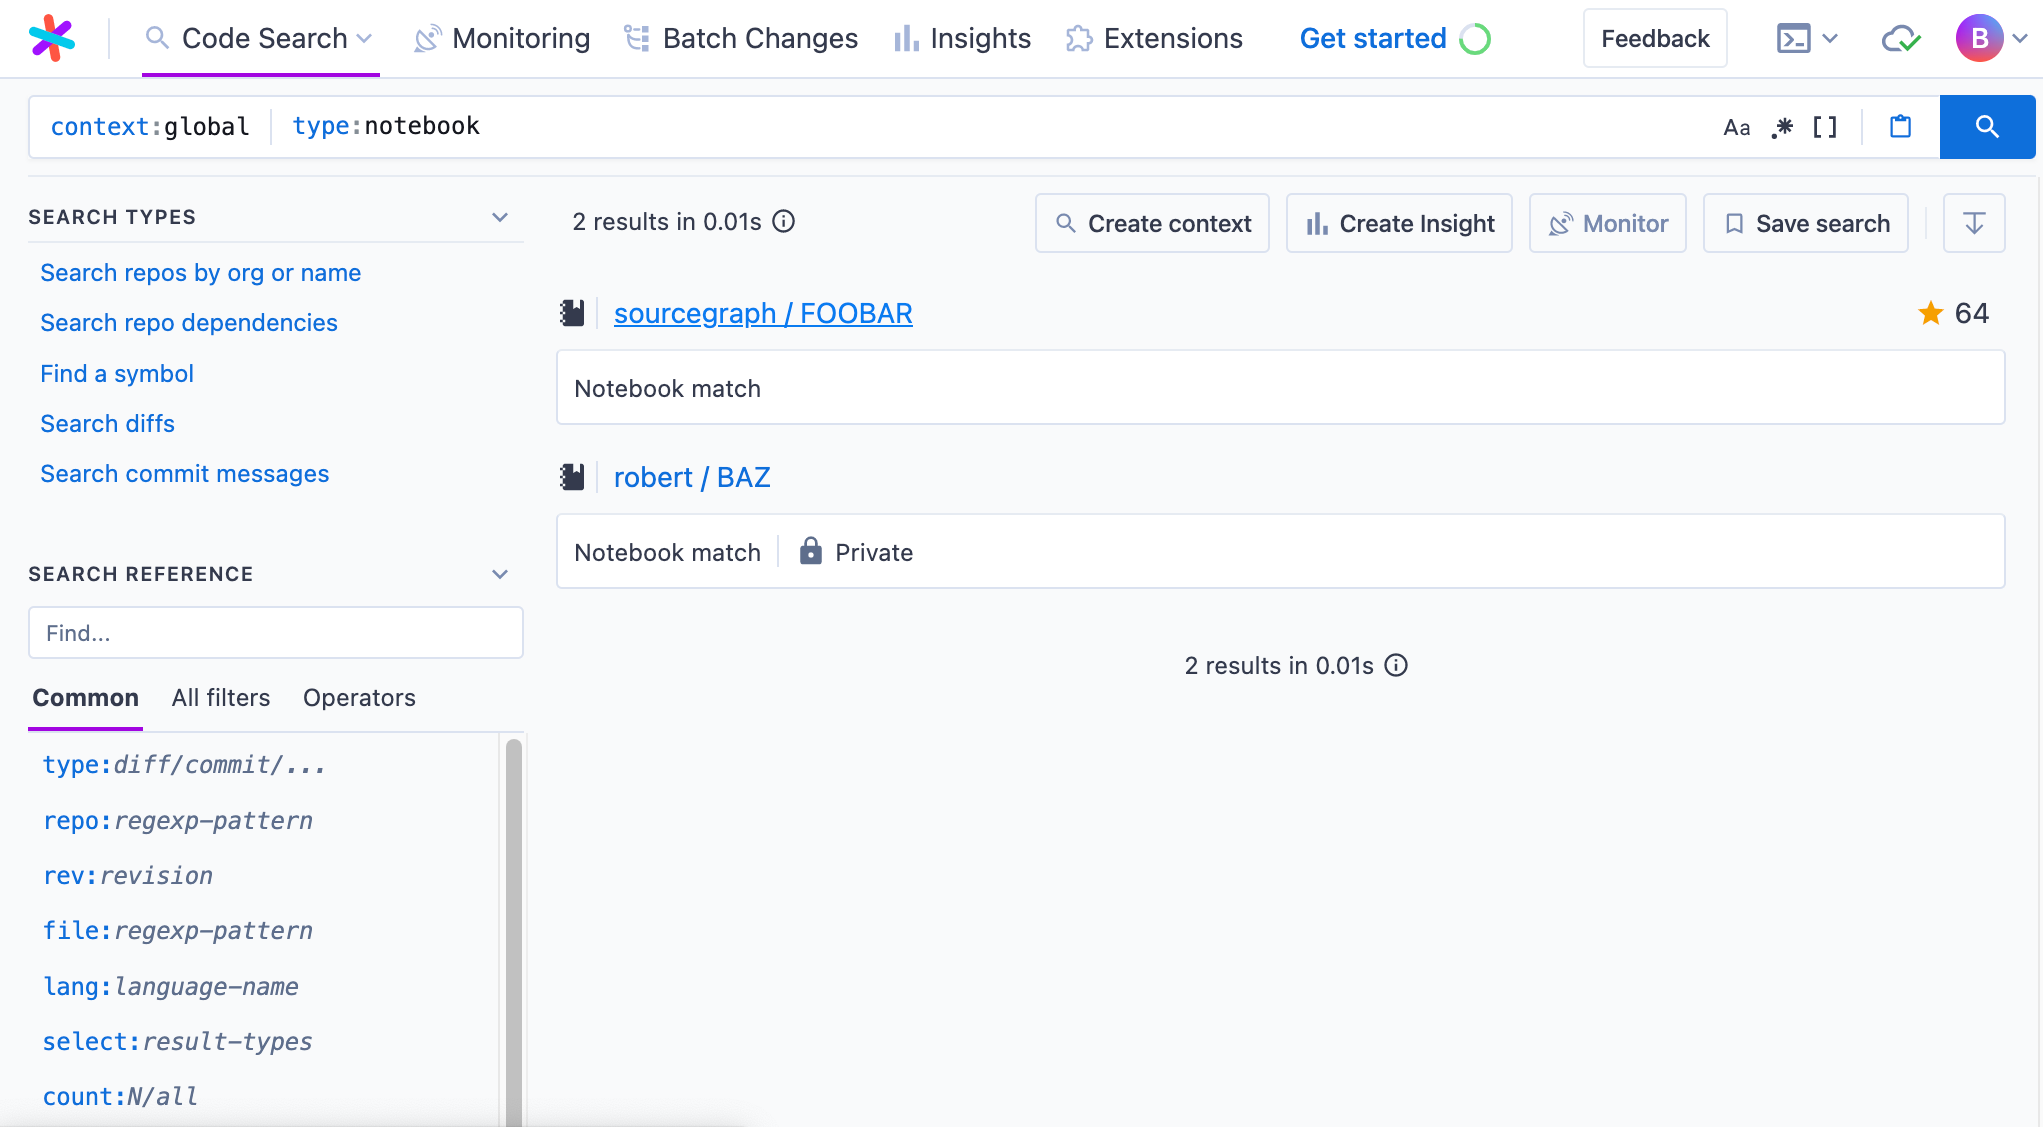 Code Search Monitoring Batch Changes Insights Extensions Get started Feedback B
context:global type:notebook Aa .* []
SEARCH TYPES
Search repos by org or name
Search repo dependencies
Find a symbol
Search diffs
Search commit messages
SEARCH REFERENCE
Find...
Common All filters Operators
type:diff/commit/...
repo:regexp-pattern
rev:revision
file:regexp-pattern
lang:language-name
select:result-types
count:N/all
2 results in 0.01s Create context Create Insight Monitor Save search
sourcegraph / FOOBAR 64
Notebook match
robert / BAZ
Notebook match Private
2 results in 0.01s